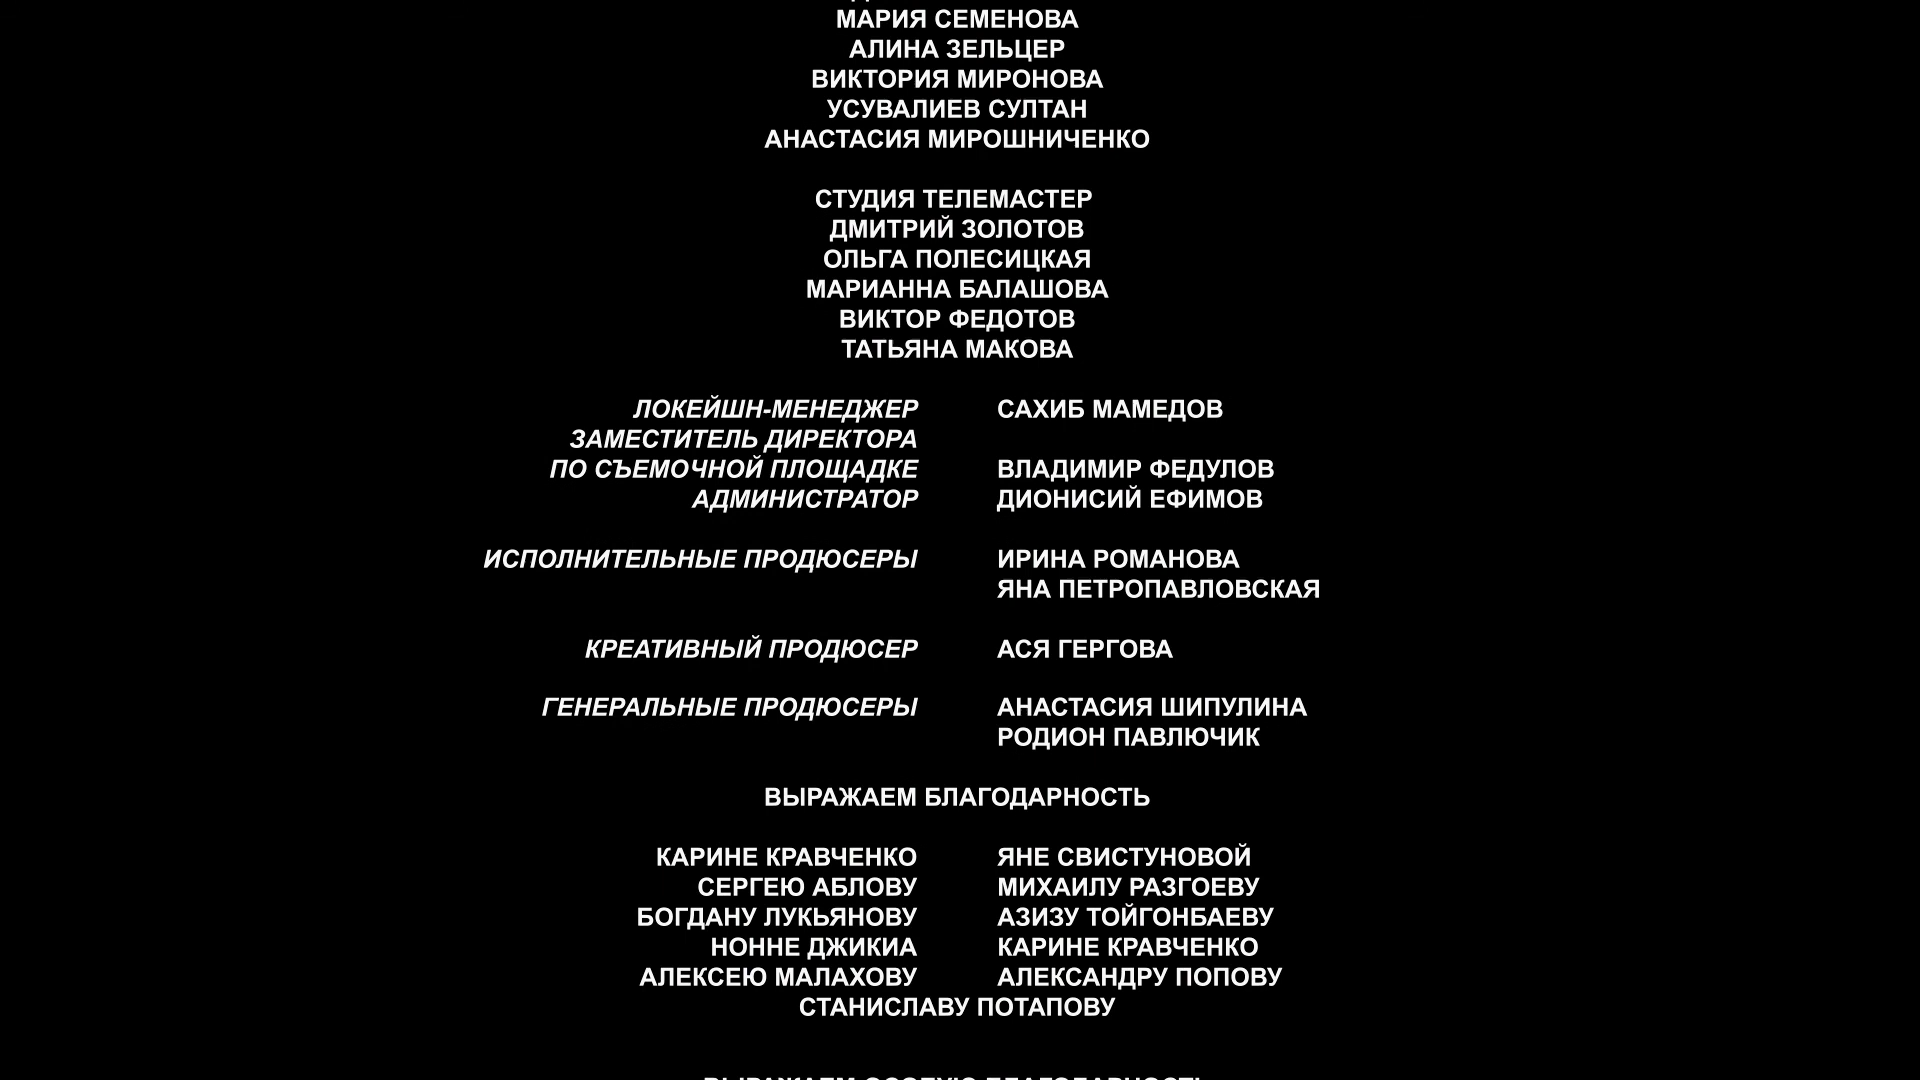 МАРИЯ СЕМЕНОВА
АЛИНА ЗЕЛЬЦЕР
ВИКТОРИЯ МИРОНОВА
УСУВАЛИЕВ СУЛТАН
АНАСТАСИЯ МИРОШНИЧЕНКО
СТУДИЯ ТЕЛЕМАСТЕР
ДМИТРИЙ ЗОЛОТОВ
ОЛЬГА ПОЛЕСИЦКАЯ
МАРИАННА БАЛАШОВА
ВИКТОР ФЕДОТОВ
ТАТЬЯНА МАКОВА
ЛОКЕЙШН-МЕНЕДЖЕР САХИБ МАМЕДОВ
ЗАМЕСТИТЕЛЬ ДИРЕКТОРА
ПО СЪЕМОЧНОЙ ПЛОЩАДКЕ ВЛАДИМИР ФЕДУЛОВ
АДМИНИСТРАТОР ДИОНИСИЙ ЕФИМОВ
ИСПОЛНИТЕЛЬНЫЕ ПРОДЮСЕРЫ ИРИНА РОМАНОВА
ЯНА ПЕТРОПАВЛОВСКАЯ
КРЕАТИВНЫЙ ПРОДЮСЕР АСЯ ГЕРГОВА
ГЕНЕРАЛЬНЫЕ ПРОДЮСЕРЫ АНАСТАСИЯ ШИПУЛИНА
РОДИОН ПАВЛЮЧИК
ВЫРАЖАЕМ БЛАГОДАРНОСТЬ
КАРИНЕ КРАВЧЕНКО ЯНЕ СВИСТУНОВОЙ
СЕРГЕЮ АБЛОВУ МИХАИЛУ РАЗГОЕВУ
БОГДАНУ ЛУКЬЯНОВУ АЗИЗУ ТОЙГОНБАЕВУ
НОННЕ ДЖИКИА КАРИНЕ КРАВЧЕНКО
АЛЕКСЕЮ МАЛАХОВУ АЛЕКСАНДРУ ПОПОВУ
СТАНИСЛАВУ ПОТАПОВУ
ВЫРАЖАЕМ ОСОБУЮ БЛАГОДАРНОСТЬ